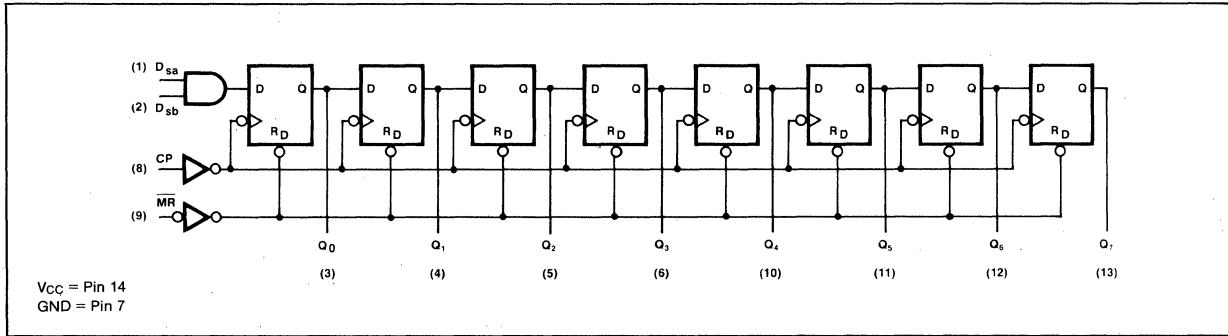 (1) Dsa
D Q D Q D Q D Q D Q D Q D Q D Q
(2) Dsb
RD RD RD RD RD RD RD RD
(8) CP
(9) MR
Q0 Q1 Q2 Q3 Q4 Q5 Q6 Q7
(3) (4) (5) (6) (10) (11) (12) (13)
VCC = Pin 14
GND = Pin 7